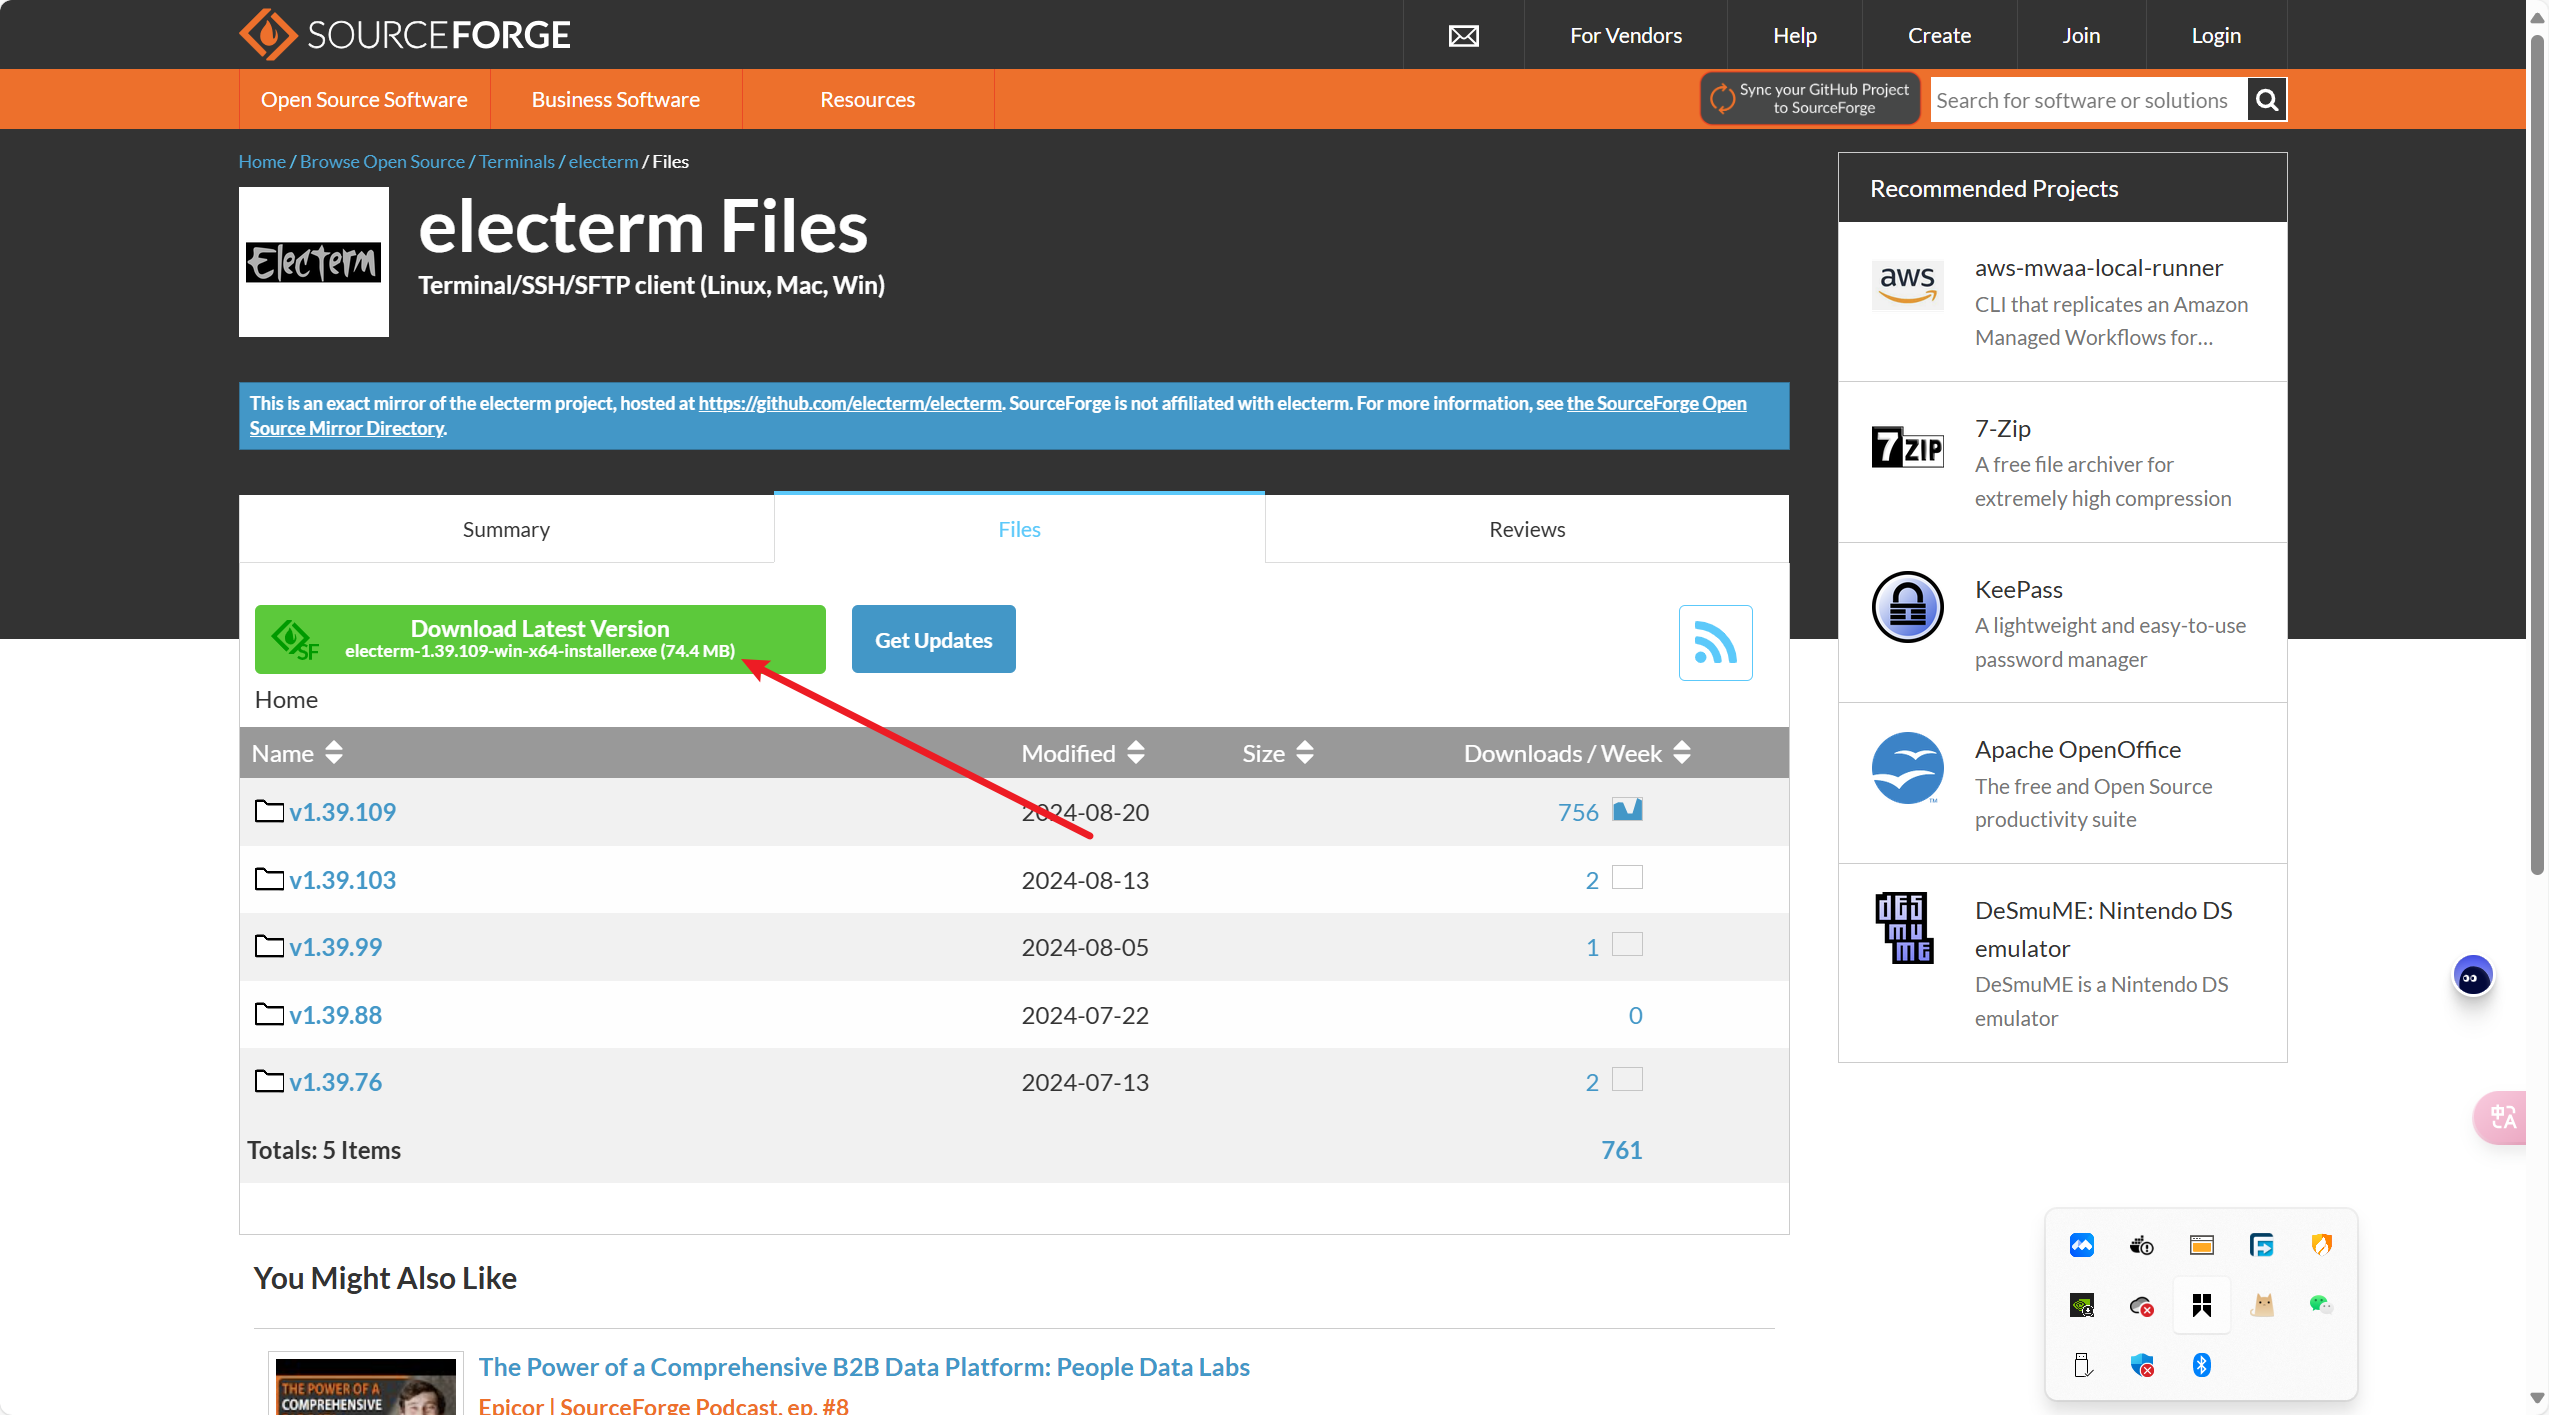 SOURCEFORGE
For Vendors
Help
Create
Join
Login
Open Source Software
Business Software
Resources
Sync your GitHub Project
to SourceForge
Search for software or solutions
Home / Browse Open Source / Terminals / electerm / Files
Electerm
electerm Files
Terminal/SSH/SFTP client (Linux, Mac, Win)
This is an exact mirror of the electerm project, hosted at https://github.com/electerm/electerm. SourceForge is not affiliated with electerm. For more information, see the SourceForge Open
Source Mirror Directory.
Summary
Files
Reviews
SF
Download Latest Version
electerm-1.39.109-win-x64-installer.exe (74.4 MB)
Get Updates
Home
Name Modified Size Downloads / Week
v1.39.109 2024-08-20 756
v1.39.103 2024-08-13 2
v1.39.99 2024-08-05 1
v1.39.88 2024-07-22 0
v1.39.76 2024-07-13 2
Totals: 5 Items 761
You Might Also Like
THE POWER OF A
COMPREHENSIVE
The Power of a Comprehensive B2B Data Platform: People Data Labs
Epicor | SourceForge Podcast, ep. #8
Recommended Projects
aws
aws-mwaa-local-runner
CLI that replicates an Amazon
Managed Workflows for...
7ZIP
7-Zip
A free file archiver for
extremely high compression
KeePass
A lightweight and easy-to-use
password manager
TM
Apache OpenOffice
The free and Open Source
productivity suite
DESMUME
DeSmuME: Nintendo DS
emulator
DeSmuME is a Nintendo DS
emulator
中A